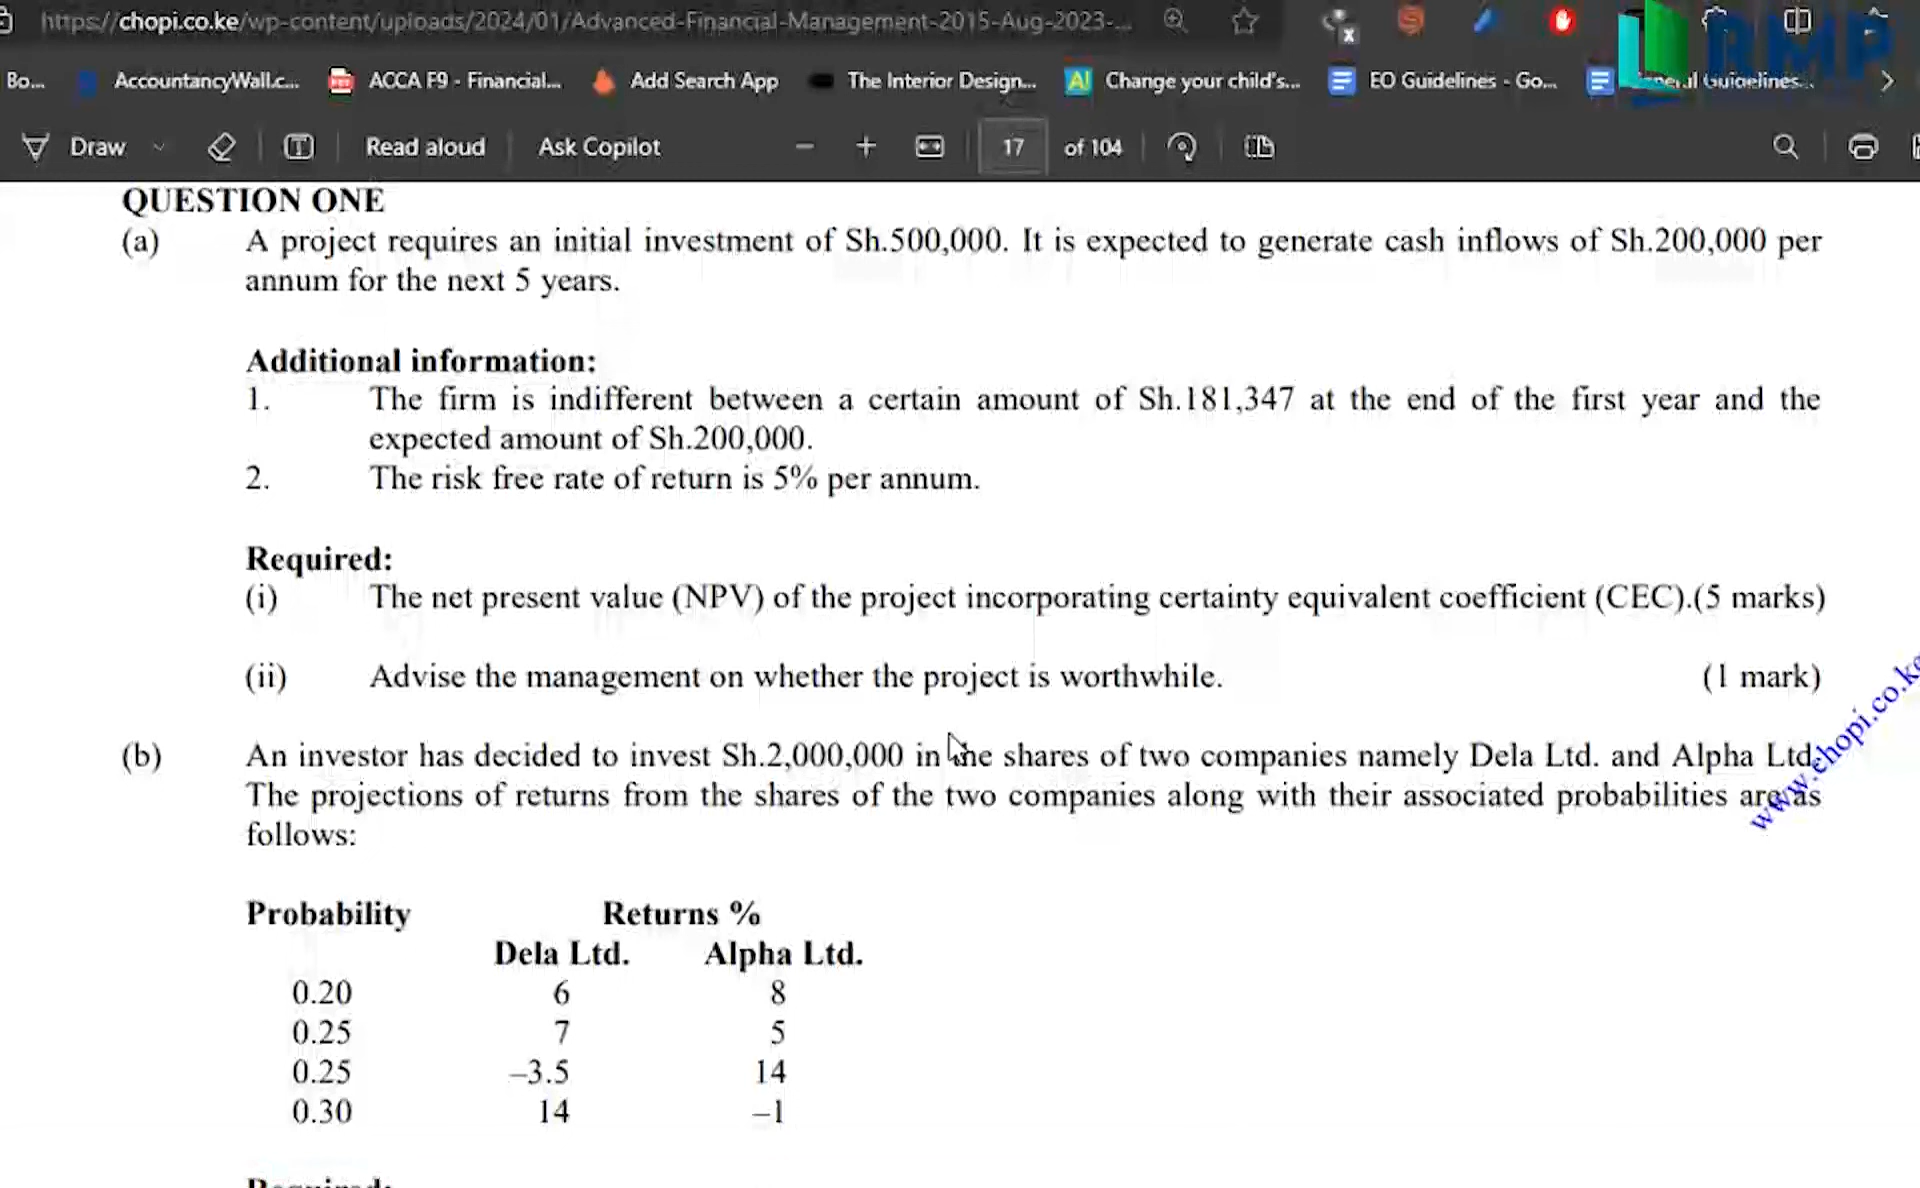 https://chopi.co.ke/wp-content/uploads/2024/01/Advanced-Financial-Management-2015-Aug-2023-...
Bo... AccountancyWall.c... ACCA F9 - Financial... Add Search App The Interior Design... AI Change your child's... EO Guidelines - Go... Guidelines...
RMP
Draw Read aloud Ask Copilot 17 of 104
QUESTION ONE
(a) A project requires an initial investment of Sh.500,000. It is expected to generate cash inflows of Sh.200,000 per
annum for the next 5 years.
Additional information:
1. The firm is indifferent between a certain amount of Sh.181,347 at the end of the first year and the
expected amount of Sh.200,000.
2. The risk free rate of return is 5% per annum.
Required:
(i) The net present value (NPV) of the project incorporating certainty equivalent coefficient (CEC).(5 marks)
(ii) Advise the management on whether the project is worthwhile. (1 mark)
www.chopi.co.ke
(b) An investor has decided to invest Sh.2,000,000 in the shares of two companies namely Dela Ltd. and Alpha Ltd.
The projections of returns from the shares of the two companies along with their associated probabilities are as
follows:
Probability Returns %
Dela Ltd. Alpha Ltd.
0.20 6 8
0.25 7 5
0.25 –3.5 14
0.30 14 –1
Required: